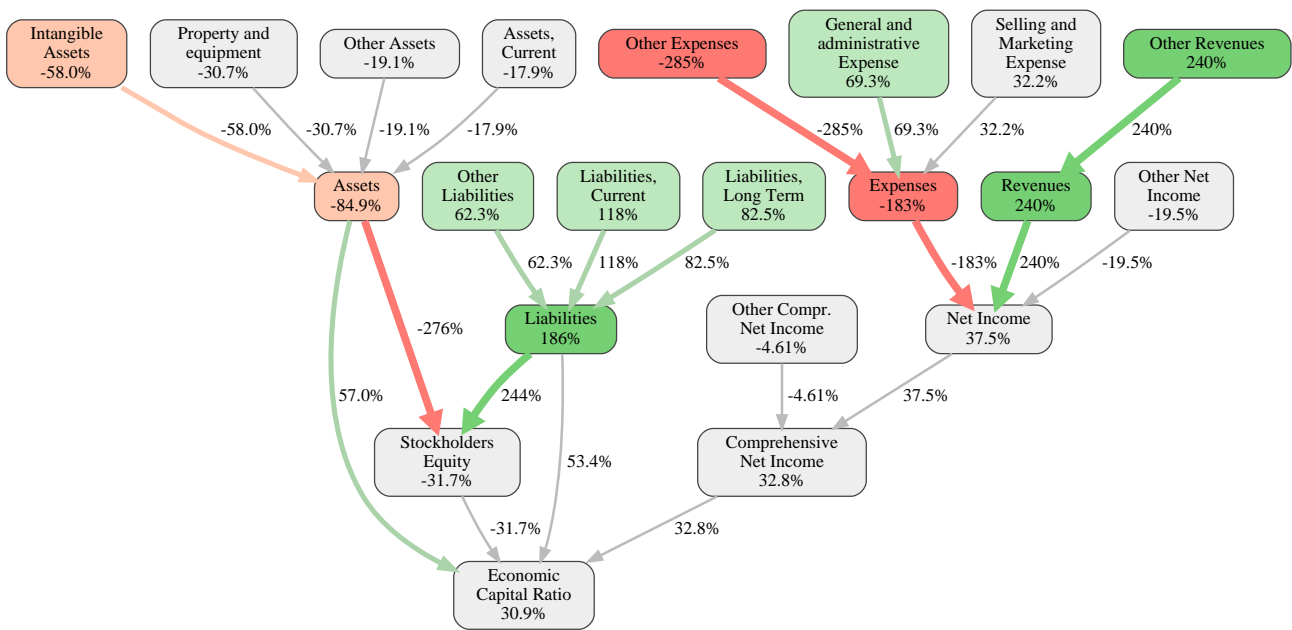 Intangible
Assets
-58.0%
Property and
equipment
-30.7%
Other Assets
-19.1%
Assets,
Current
-17.9%
Other Expenses
-285%
General and
administrative
Expense
69.3%
Selling and
Marketing
Expense
32.2%
Other Revenues
240%
-58.0%
-30.7%
-19.1%
-17.9%
-285%
69.3%
32.2%
240%
Assets
-84.9%
Other
Liabilities
62.3%
Liabilities,
Current
118%
Liabilities,
Long Term
82.5%
Expenses
-183%
Revenues
240%
Other Net
Income
-19.5%
62.3%
118%
82.5%
-183%
240%
-19.5%
-276%
Liabilities
186%
Other Compr.
Net Income
-4.61%
Net Income
37.5%
57.0%
244%
-4.61%
37.5%
Stockholders
Equity
-31.7%
53.4%
Comprehensive
Net Income
32.8%
-31.7%
32.8%
Economic
Capital Ratio
30.9%